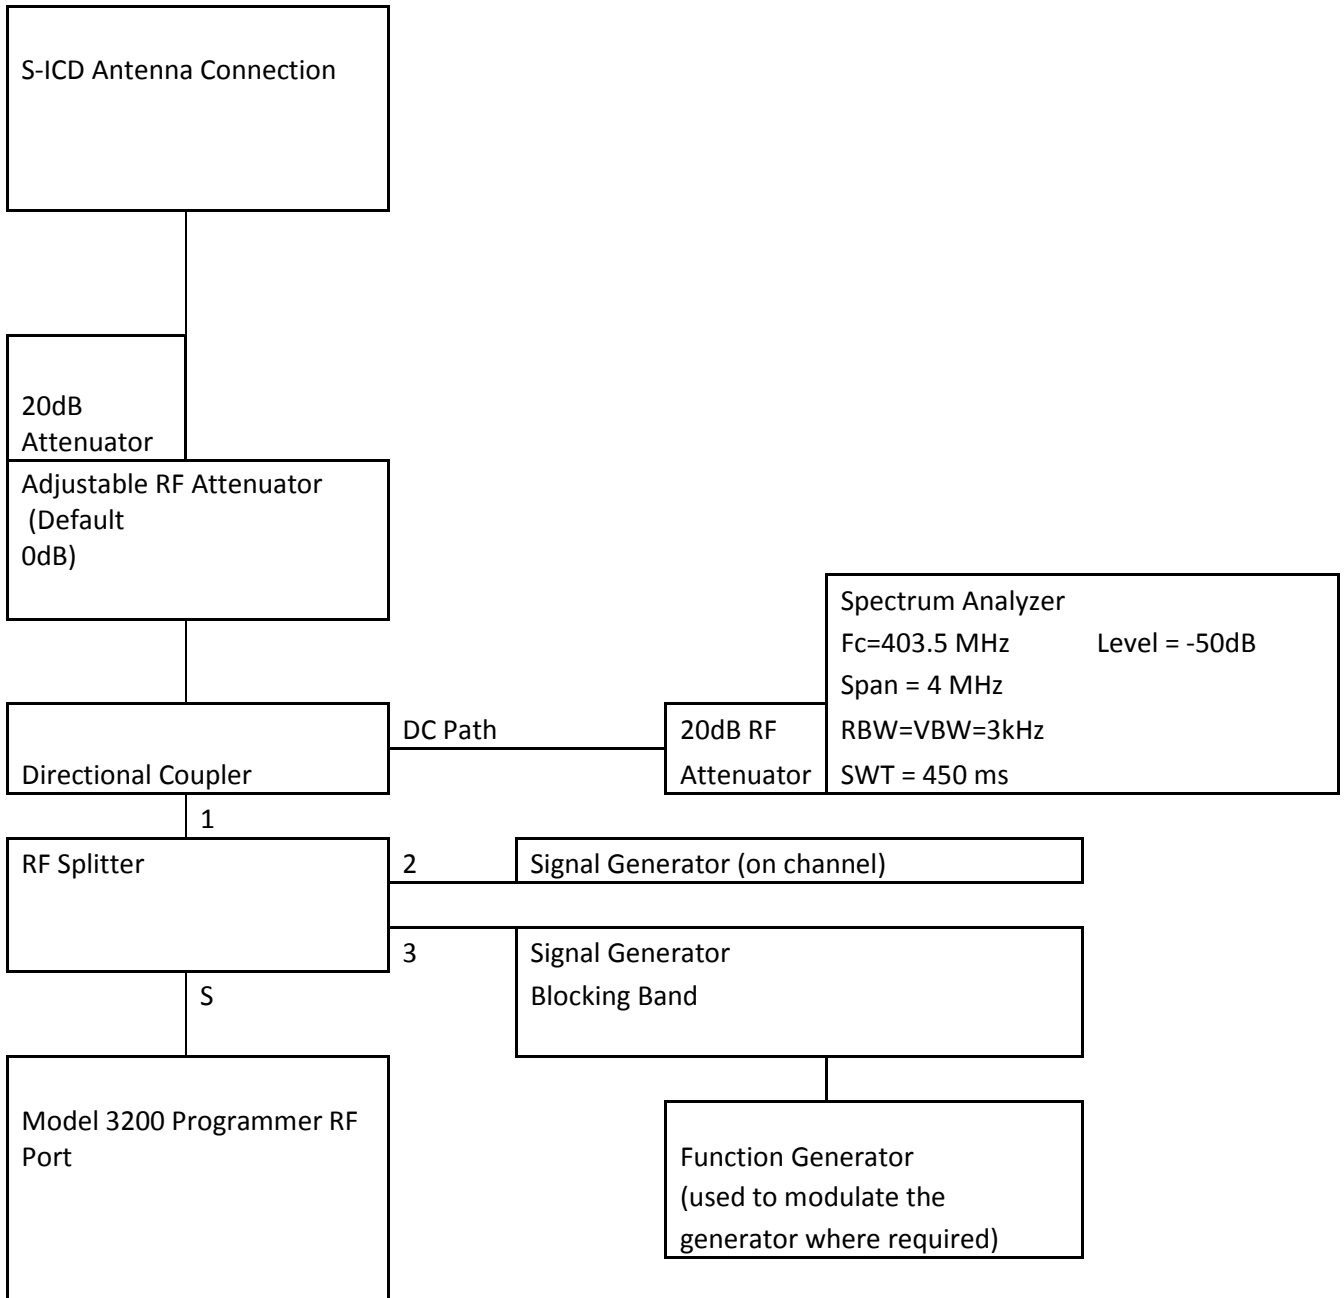 S-ICD Antenna Connection
20dB
Attenuator
Adjustable RF Attenuator
(Default
0dB)
Spectrum Analyzer
Fc=403.5 MHz Level = -50dB
Span = 4 MHz
RBW=VBW=3kHz
SWT = 450 ms
20dB RF
Attenuator
DC Path
Directional Coupler
1
RF Splitter
2
Signal Generator (on channel)
3
Signal Generator
Blocking Band
S
Model 3200 Programmer RF
Port
Function Generator
(used to modulate the
generator where required)